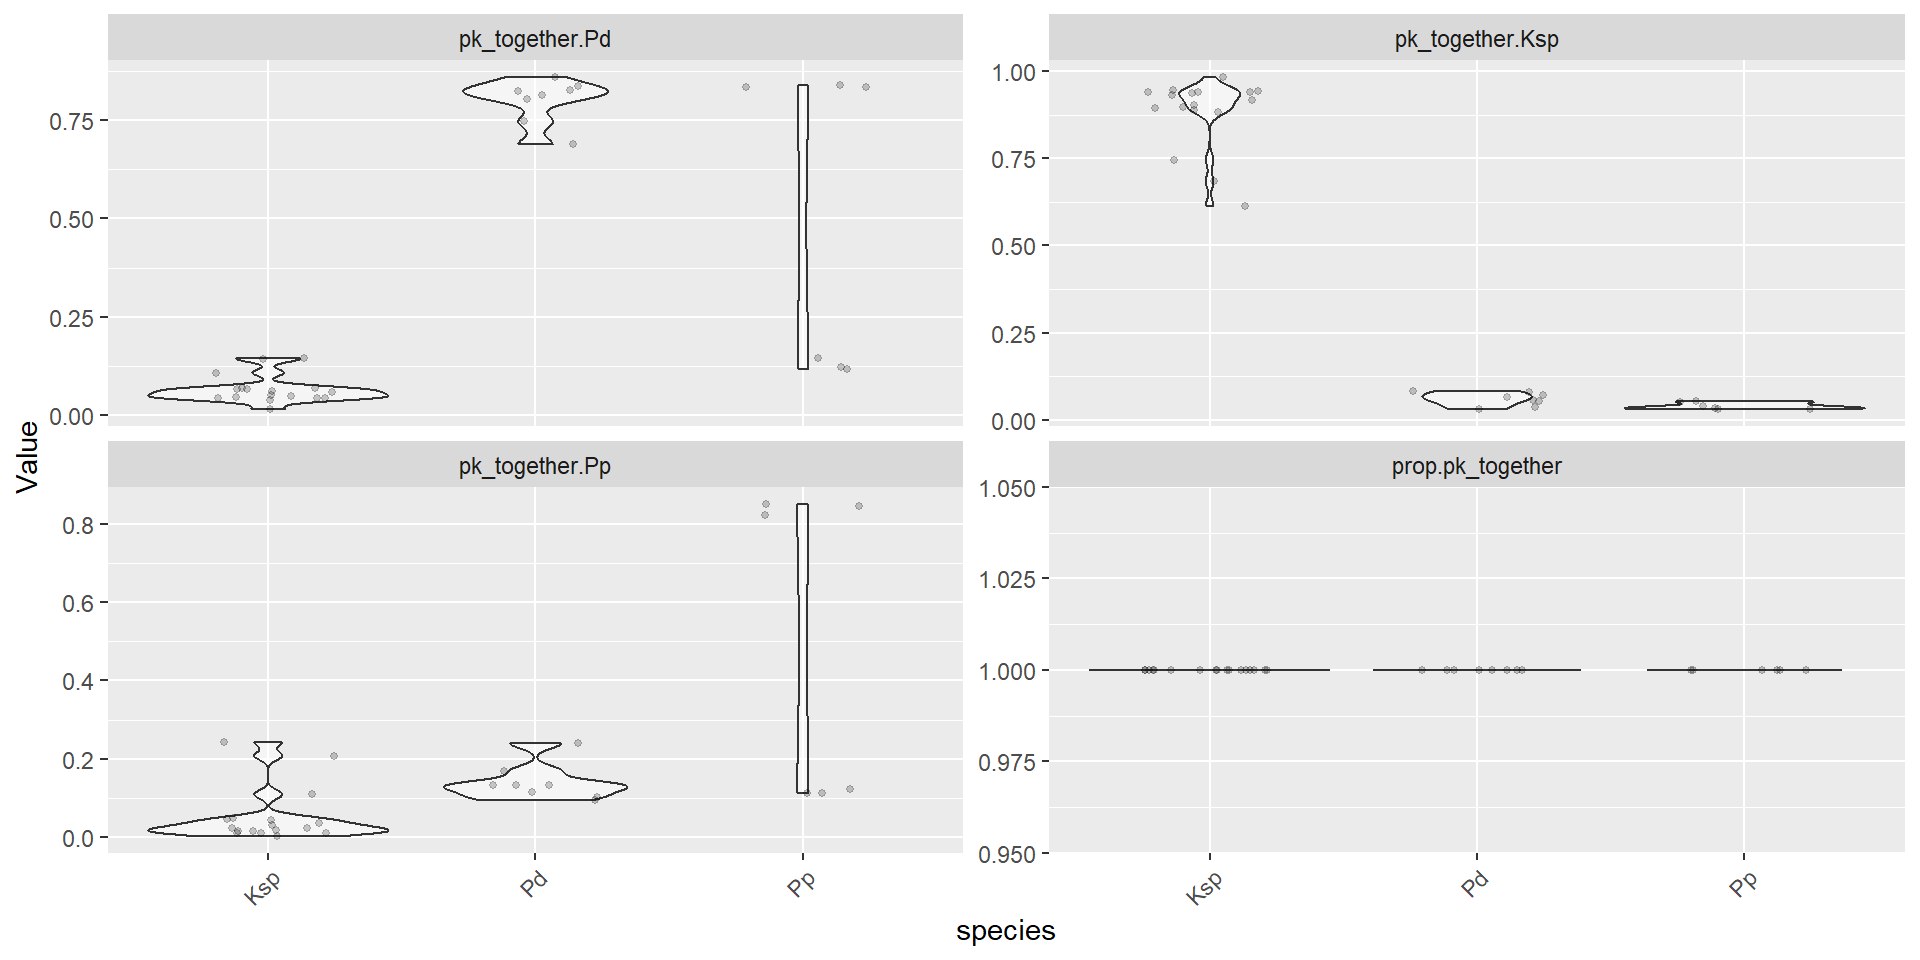 pk_together.Pd
pk_together.Ksp
0.75
0.50
0.25
0.00
1.00
0.75
0.50
0.25
0.00
Value
pk_together.Pp
prop.pk_together
0.8
0.6
0.4
0.2
0.0
1.050
1.025
1.000
0.975
0.950
Ksp
Pd
Pp
Ksp
Pd
Pp
species